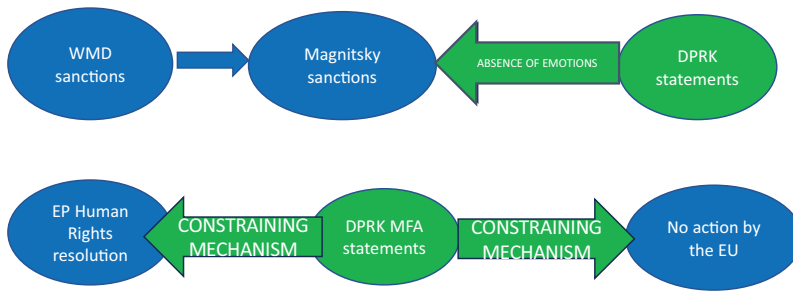 WMD
sanctions
Magnitsky
sanctions
ABSENCE OF EMOTIONS
DPRK
statements
EP Human
Rights
resolution
CONSTRAINING
MECHANISM
DPRK MFA
statements
CONSTRAINING
MECHANISM
No action by
the EU